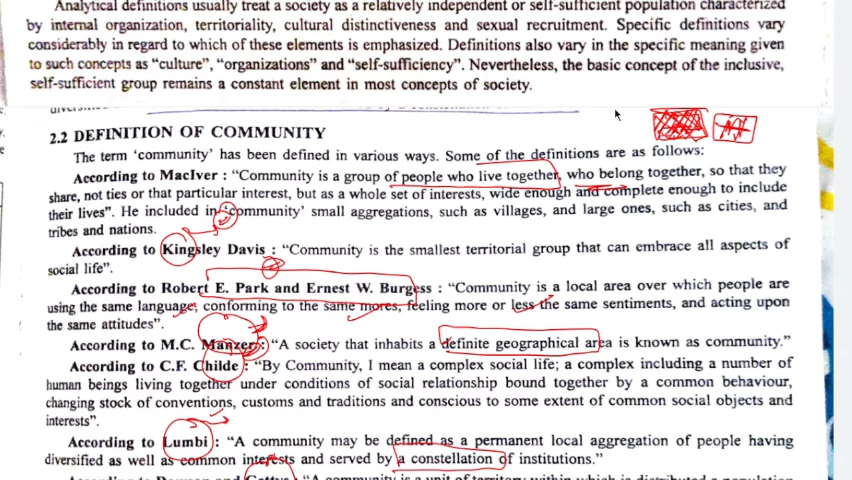 Analytical definitions usually treat a society as a relatively independent or self-sufficient population characterized
by internal organization, territoriality, cultural distinctiveness and sexual recruitment. Specific definitions vary
considerably in regard to which of these elements is emphasized. Definitions also vary in the specific meaning given
to such concepts as “culture”, “organizations” and “self-sufficiency”. Nevertheless, the basic concept of the inclusive,
self-sufficient group remains a constant element in most concepts of society.
2.2 DEFINITION OF COMMUNITY
The term ‘community’ has been defined in various ways. Some of the definitions are as follows:
According to MacIver : “Community is a group of people who live together, who belong together, so that they
share, not ties or that particular interest, but as a whole set of interests, wide enough and complete enough to include
their lives”. He included in ‘community’ small aggregations, such as villages, and large ones, such as cities, and
tribes and nations.
According to Kingsley Davis : “Community is the smallest territorial group that can embrace all aspects of
social life”.
According to Robert E. Park and Ernest W. Burgess : “Community is a local area over which people are
using the same language, conforming to the same mores, feeling more or less the same sentiments, and acting upon
the same attitudes”.
According to M.C. Manzer : “A society that inhabits a definite geographical area is known as community.”
According to C.F. Childe : “By Community, I mean a complex social life; a complex including a number of
human beings living together under conditions of social relationship bound together by a common behaviour,
changing stock of conventions, customs and traditions and conscious to some extent of common social objects and
interests”.
According to Lumbi : “A community may be defined as a permanent local aggregation of people having
diversified as well as common interests and served by a constellation of institutions.”